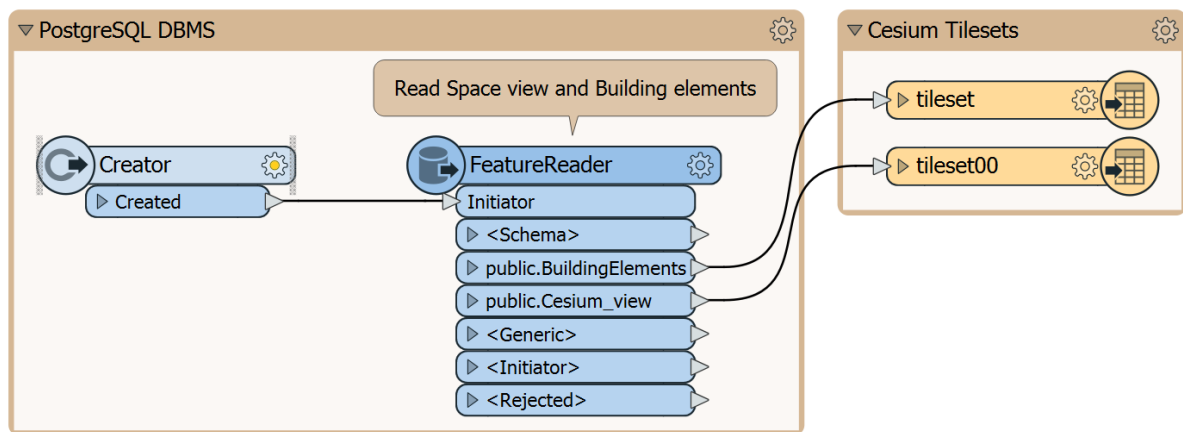 PostgreSQL DBMS
Cesium Tilesets
Read Space view and Building elements
tileset
tileset00
Creator
Created
FeatureReader
Initiator
<Schema>
public.BuildingElements
public.Cesium_view
<Generic>
<Initiator>
<Rejected>